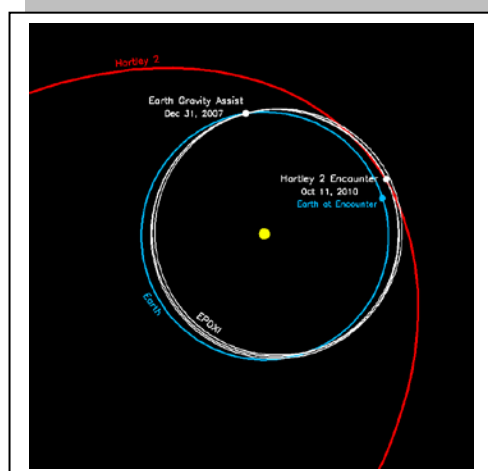 Hartley 2
Earth Gravity Assist
Dec 31, 2007
Hartley 2 Encounter
Oct 11, 2010
Earth at Encounter
Earth
EPOXI